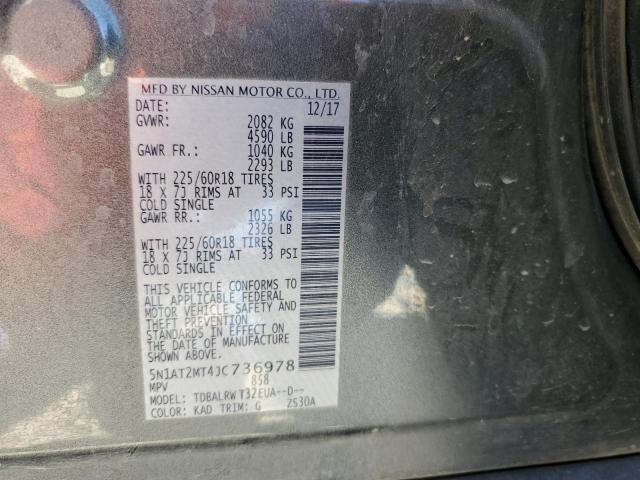 MFD BY NISSAN MOTOR CO., LTD.
DATE: 12/17
GVWR: 2082 KG
4590 LB
GAWR FR.: 1040 KG
2293 LB
WITH 225/60R18 TIRES
18 X 7J RIMS AT 33 PSI
COLD SINGLE
GAWR RR.: 1055 KG
2326 LB
WITH 225/60R18 TIRES
18 X 7J RIMS AT 33 PSI
COLD SINGLE
THIS VEHICLE CONFORMS TO
ALL APPLICABLE FEDERAL
MOTOR VEHICLE SAFETY AND
THEFT PREVENTION
STANDARDS IN EFFECT ON
THE DATE OF MANUFACTURE
SHOWN ABOVE.
5N1AT2MT4JC736978
MPV 858
MODEL: TDBALRW T32EUA--D--
COLOR: KAD TRIM: G ZS30A